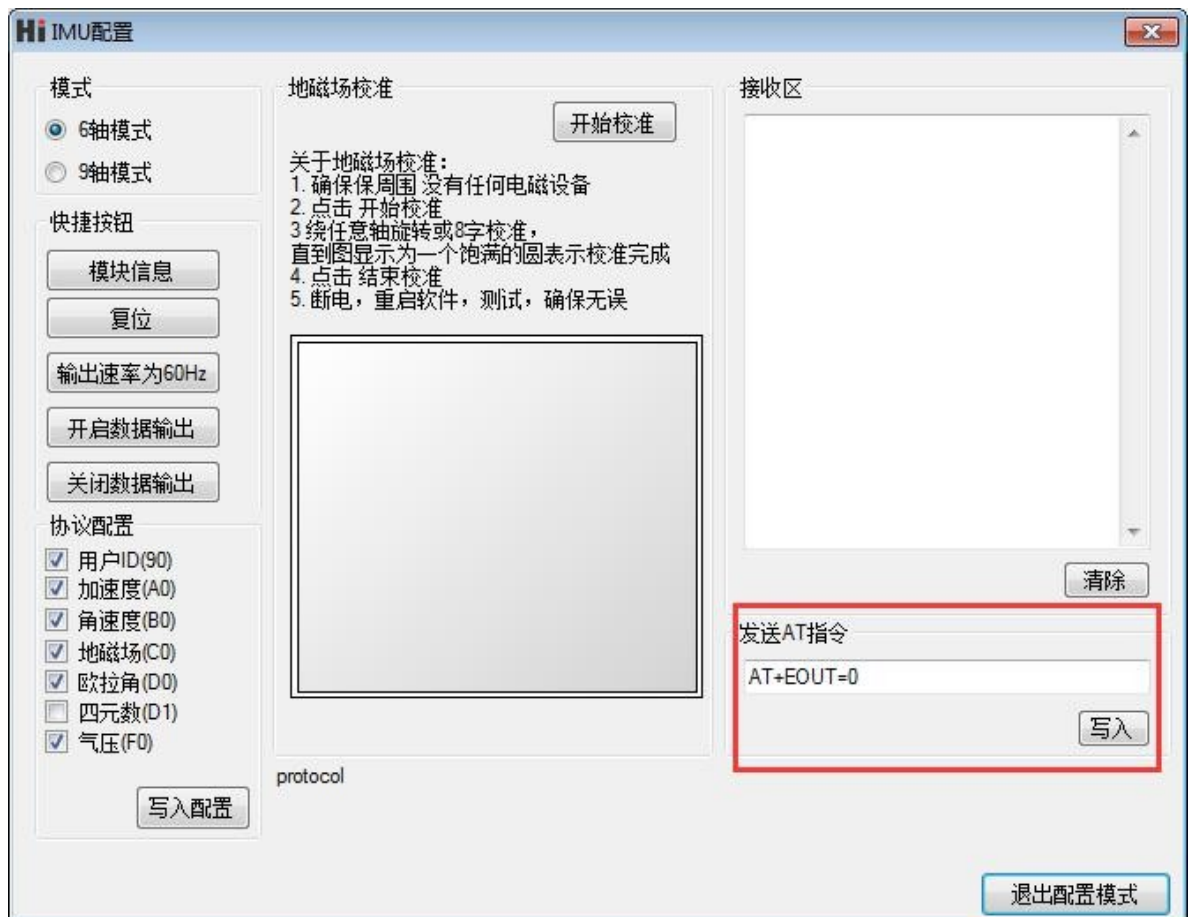 Hi IMU配置
模式
6轴模式
9轴模式
快捷按钮
模块信息
复位
输出速率为60Hz
开启数据输出
关闭数据输出
协议配置
用户ID(90)
加速度(A0)
角速度(B0)
地磁场(C0)
欧拉角(D0)
四元数(D1)
气压(F0)
写入配置
地磁场校准
开始校准
关于地磁场校准：
1. 确保保周围 没有任何电磁设备
2. 点击 开始校准
3 绕任意轴旋转或8字校准，
直到图显示为一个饱满的圆表示校准完成
4. 点击 结束校准
5. 断电，重启软件，测试，确保无误
protocol
接收区
清除
发送AT指令
AT+EOUT=0
写入
退出配置模式